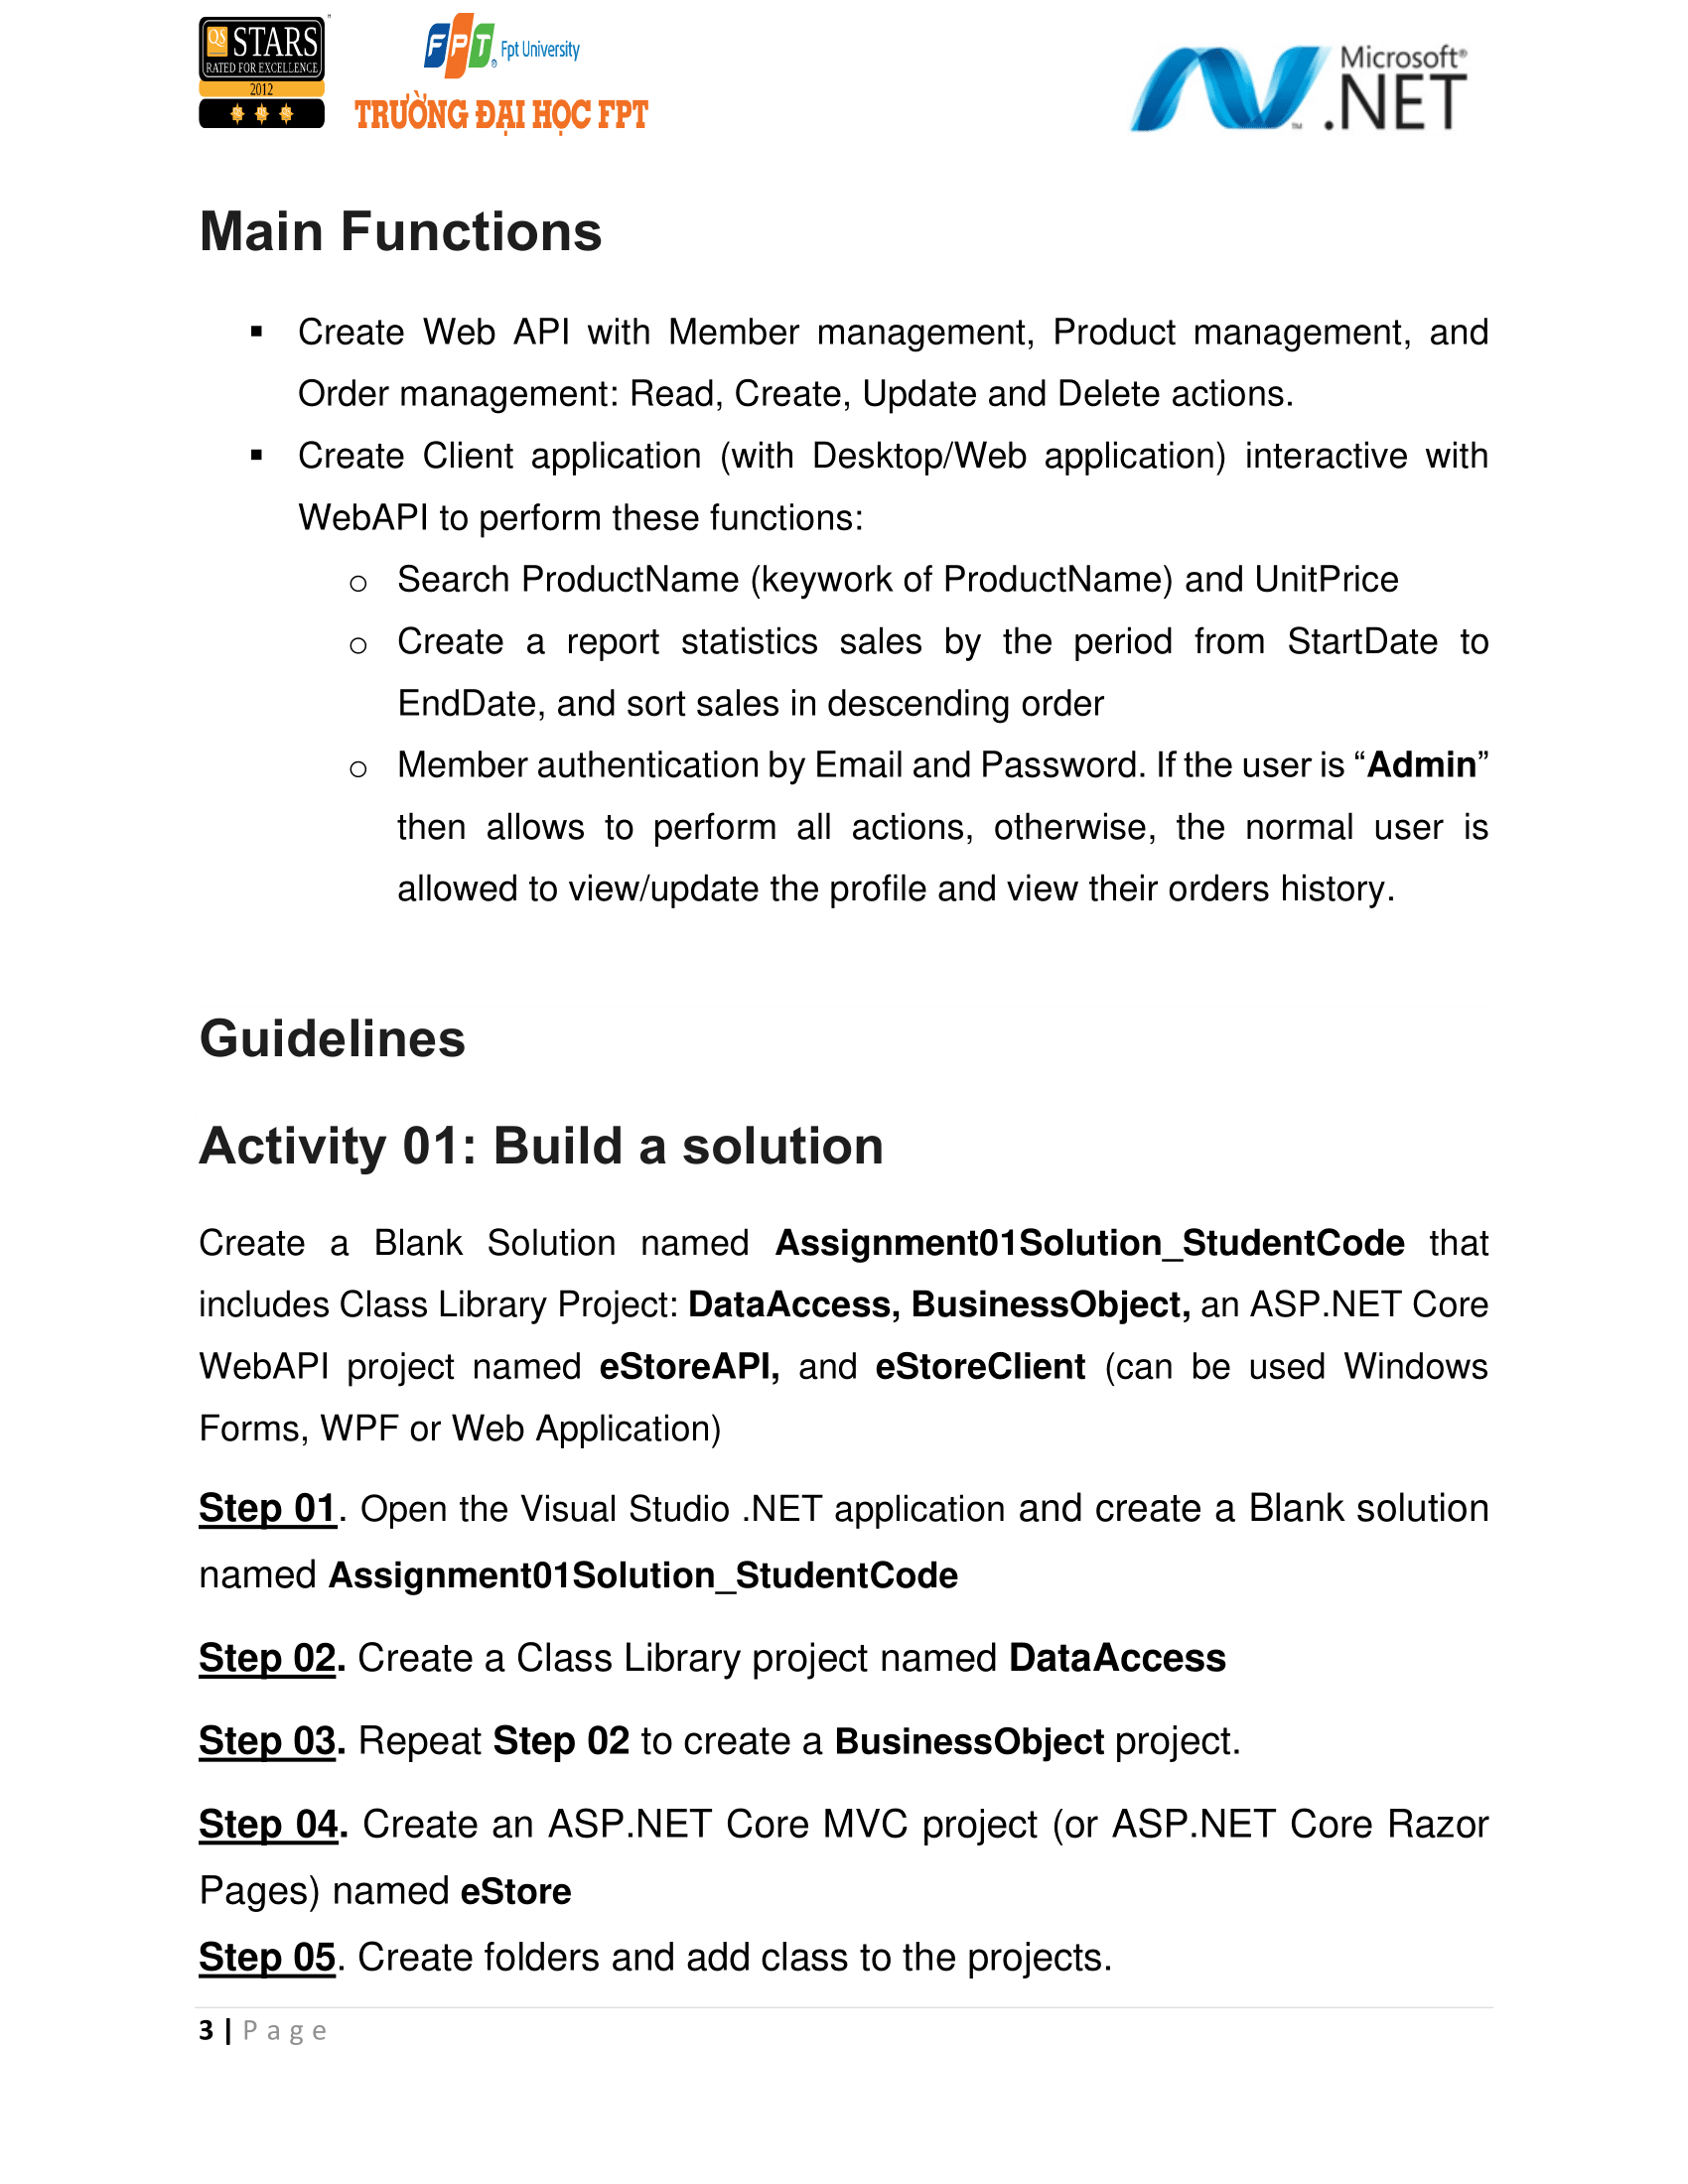 QS STARS
RATED FOR EXCELLENCE
2012
FPT Fpt University
TRƯỜNG ĐẠI HỌC FPT
Microsoft®
.NET
Main Functions
▪ Create Web API with Member management, Product management, and
Order management: Read, Create, Update and Delete actions.
▪ Create Client application (with Desktop/Web application) interactive with
WebAPI to perform these functions:
o Search ProductName (keywork of ProductName) and UnitPrice
o Create a report statistics sales by the period from StartDate to
EndDate, and sort sales in descending order
o Member authentication by Email and Password. If the user is “Admin”
then allows to perform all actions, otherwise, the normal user is
allowed to view/update the profile and view their orders history.
Guidelines
Activity 01: Build a solution
Create a Blank Solution named Assignment01Solution_StudentCode that
includes Class Library Project: DataAccess, BusinessObject, an ASP.NET Core
WebAPI project named eStoreAPI, and eStoreClient (can be used Windows
Forms, WPF or Web Application)
Step 01. Open the Visual Studio .NET application and create a Blank solution
named Assignment01Solution_StudentCode
Step 02. Create a Class Library project named DataAccess
Step 03. Repeat Step 02 to create a BusinessObject project.
Step 04. Create an ASP.NET Core MVC project (or ASP.NET Core Razor
Pages) named eStore
Step 05. Create folders and add class to the projects.
3 | Page